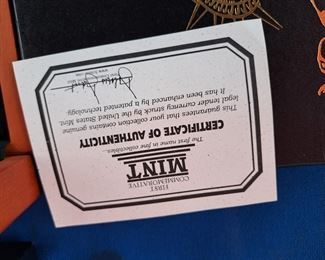 FIRST
COMMEMORATIVE
MINT
The first name in fine collectibles...
CERTIFICATE OF AUTHENTICITY
This guarantees that your collection contains genuine
legal tender currency struck by the United States Mint.
It has been enhanced by a patented technology.